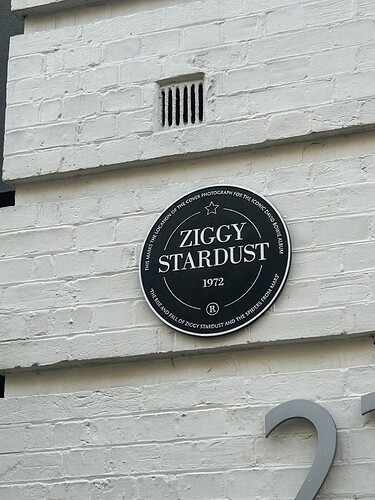 THIS MARKS THE LOCATION OF THE COVER PHOTOGRAPH FOR THE ICONIC DAVID BOWIE ALBUM
ZIGGY
STARDUST
1972
R
"THE RISE AND FALL OF ZIGGY STARDUST AND THE SPIDERS FROM MARS"
2